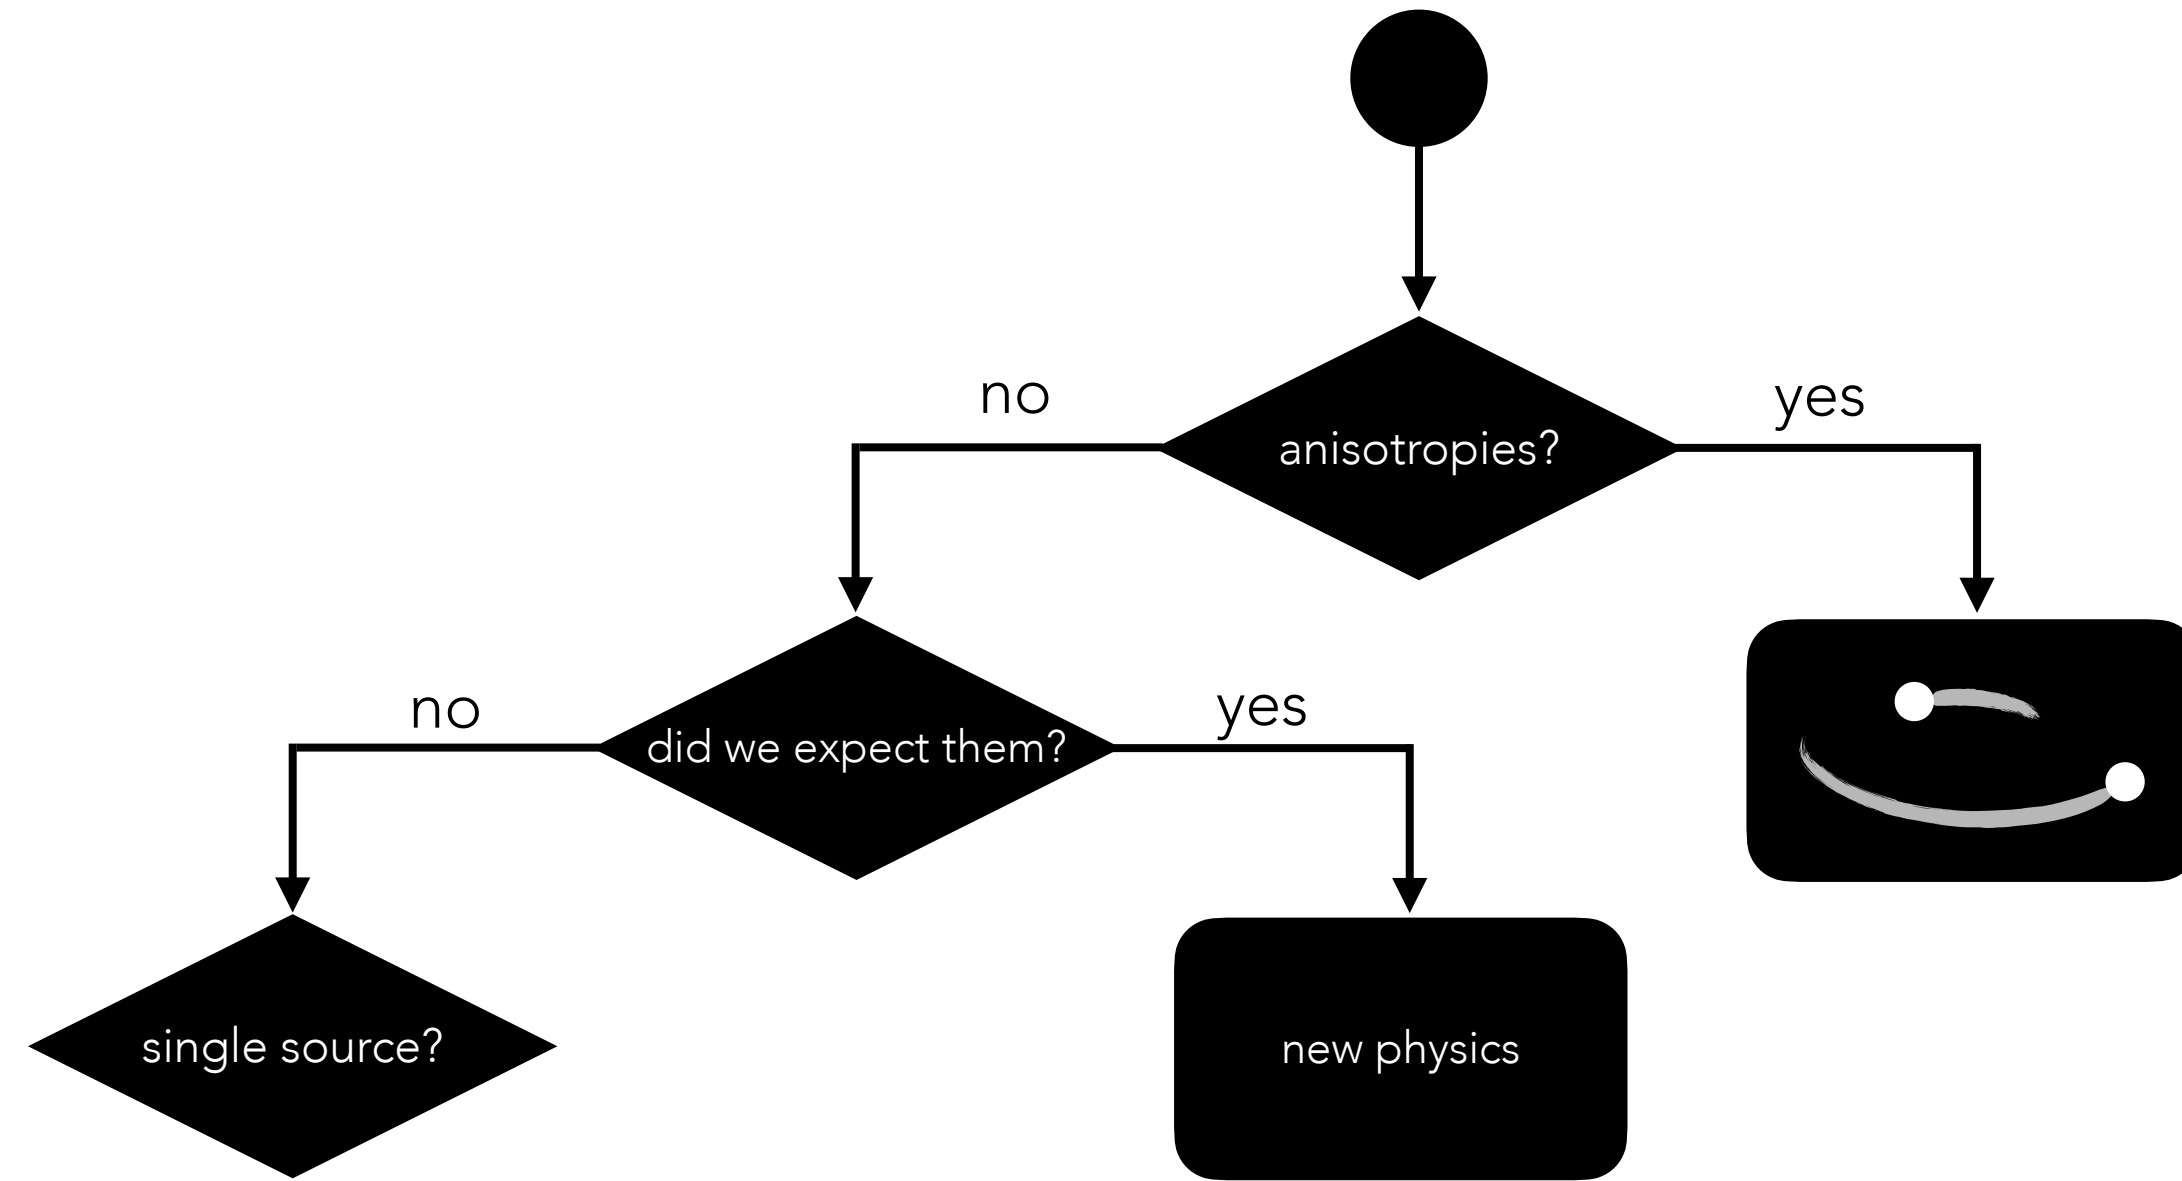 no
yes
anisotropies?
no
yes
did we expect them?
single source?
new physics